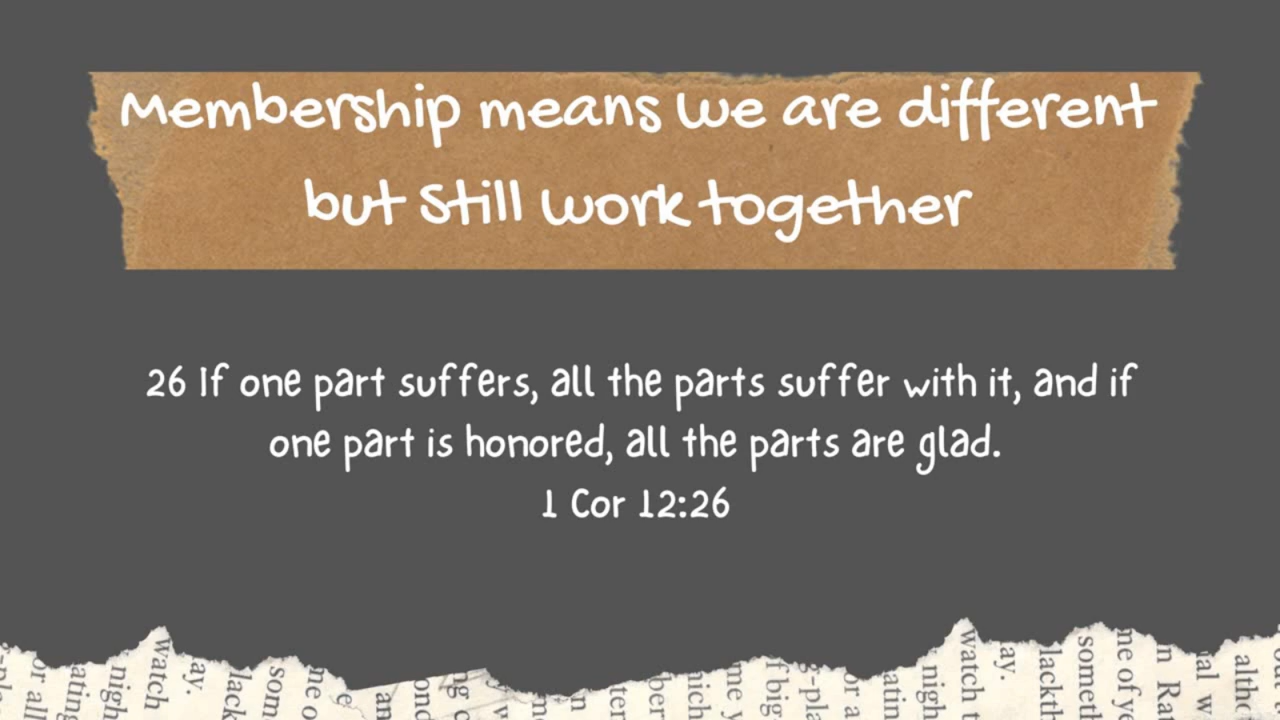 Membership means we are different
but Still work together
26 If one part suffers, all the parts suffer with it, and if
one part is honored, all the parts are glad.
1 Cor 12:26